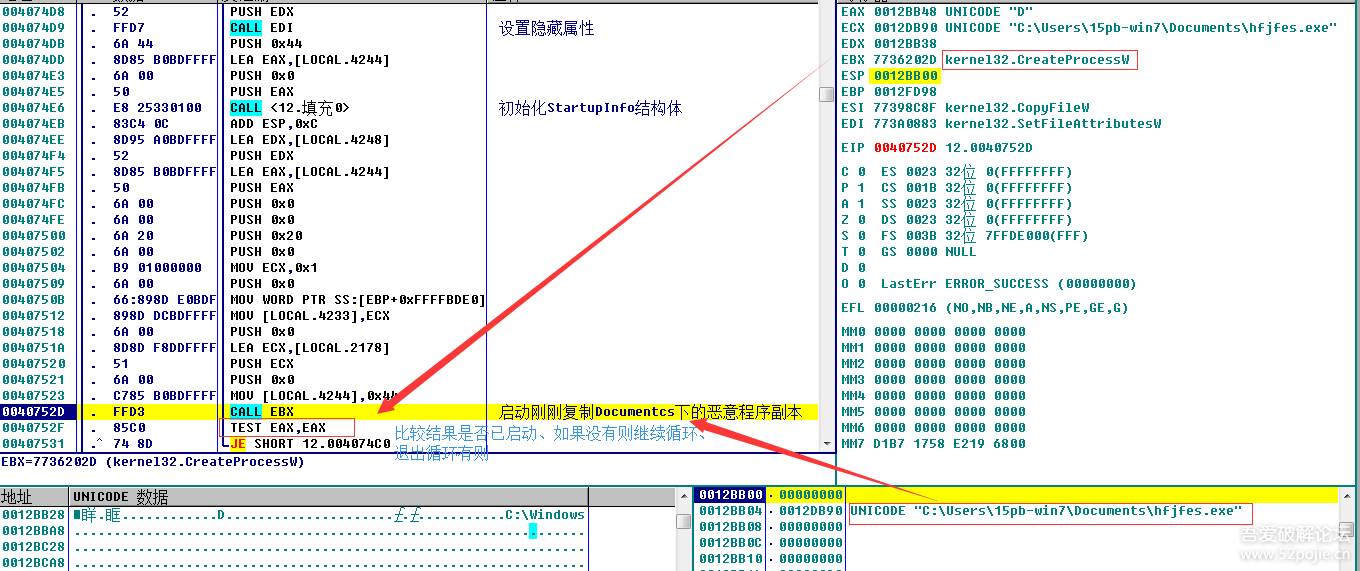 004074D8 . 52 PUSH EDX
004074D9 . FFD7 CALL EDI 设置隐藏属性
004074DB . 6A 44 PUSH 0x44
004074DD . 8D85 B0BDFFFF LEA EAX,[LOCAL.4244]
004074E3 . 6A 00 PUSH 0x0
004074E5 . 50 PUSH EAX
004074E6 . E8 25330100 CALL <12.填充0> 初始化StartupInfo结构体
004074EB . 83C4 0C ADD ESP,0xC
004074EE . 8D95 A0BDFFFF LEA EDX,[LOCAL.4248]
004074F4 . 52 PUSH EDX
004074F5 . 8D85 B0BDFFFF LEA EAX,[LOCAL.4244]
004074FB . 50 PUSH EAX
004074FC . 6A 00 PUSH 0x0
004074FE . 6A 00 PUSH 0x0
00407500 . 6A 20 PUSH 0x20
00407502 . 6A 00 PUSH 0x0
00407504 . B9 01000000 MOV ECX,0x1
00407509 . 6A 00 PUSH 0x0
0040750B . 66:898D E0BDF MOV WORD PTR SS:[EBP+0xFFFFBDE0]
00407512 . 898D DCBDFFFF MOV [LOCAL.4233],ECX
00407518 . 6A 00 PUSH 0x0
0040751A . 8D8D F8DDFFFF LEA ECX,[LOCAL.2178]
00407520 . 51 PUSH ECX
00407521 . 6A 00 PUSH 0x0
00407523 . C785 B0BDFFFF MOV [LOCAL.4244],0x44
0040752D . FFD3 CALL EBX 启动刚刚复制Documentcs下的恶意程序副本
0040752F . 85C0 TEST EAX,EAX
00407531 .^ 74 8D JE SHORT 12.004074C0
比较结果是否已启动、如果没有则继续循环、
退出循环有则
EBX=7736202D (kernel32.CreateProcessW)
EAX 0012BB48 UNICODE "D"
ECX 0012DB90 UNICODE "C:\Users\15pb-win7\Documents\hfjfes.exe"
EDX 0012BB38
EBX 7736202D kernel32.CreateProcessW
ESP 0012BB00
EBP 0012FD98
ESI 77398C8F kernel32.CopyFileW
EDI 773A0883 kernel32.SetFileAttributesW
EIP 0040752D 12.0040752D
C 0 ES 0023 32位 0(FFFFFFFF)
P 1 CS 001B 32位 0(FFFFFFFF)
A 1 SS 0023 32位 0(FFFFFFFF)
Z 0 DS 0023 32位 0(FFFFFFFF)
S 0 FS 003B 32位 7FFDE000(FFF)
T 0 GS 0000 NULL
D 0
O 0 LastErr ERROR_SUCCESS (00000000)
EFL 00000216 (NO,NB,NE,A,NS,PE,GE,G)
MM0 0000 0000 0000 0000
MM1 0000 0000 0000 0000
MM2 0000 0000 0000 0000
MM3 0000 0000 0000 0000
MM4 0000 0000 0000 0000
MM5 0000 0000 0000 0000
MM6 0000 0000 0000 0000
MM7 D1B7 1758 E219 6800
地址 UNICODE 数据
0012BB28 D C:\Windows
0012BBA8
0012BC28
0012BCA8
0012BB00 . 00000000
0012BB04 . 0012DB90 UNICODE "C:\Users\15pb-win7\Documents\hfjfes.exe"
0012BB08 . 00000000
0012BB0C . 00000000
0012BB10 . 00000000
吾爱破解论坛
www.52pojie.cn